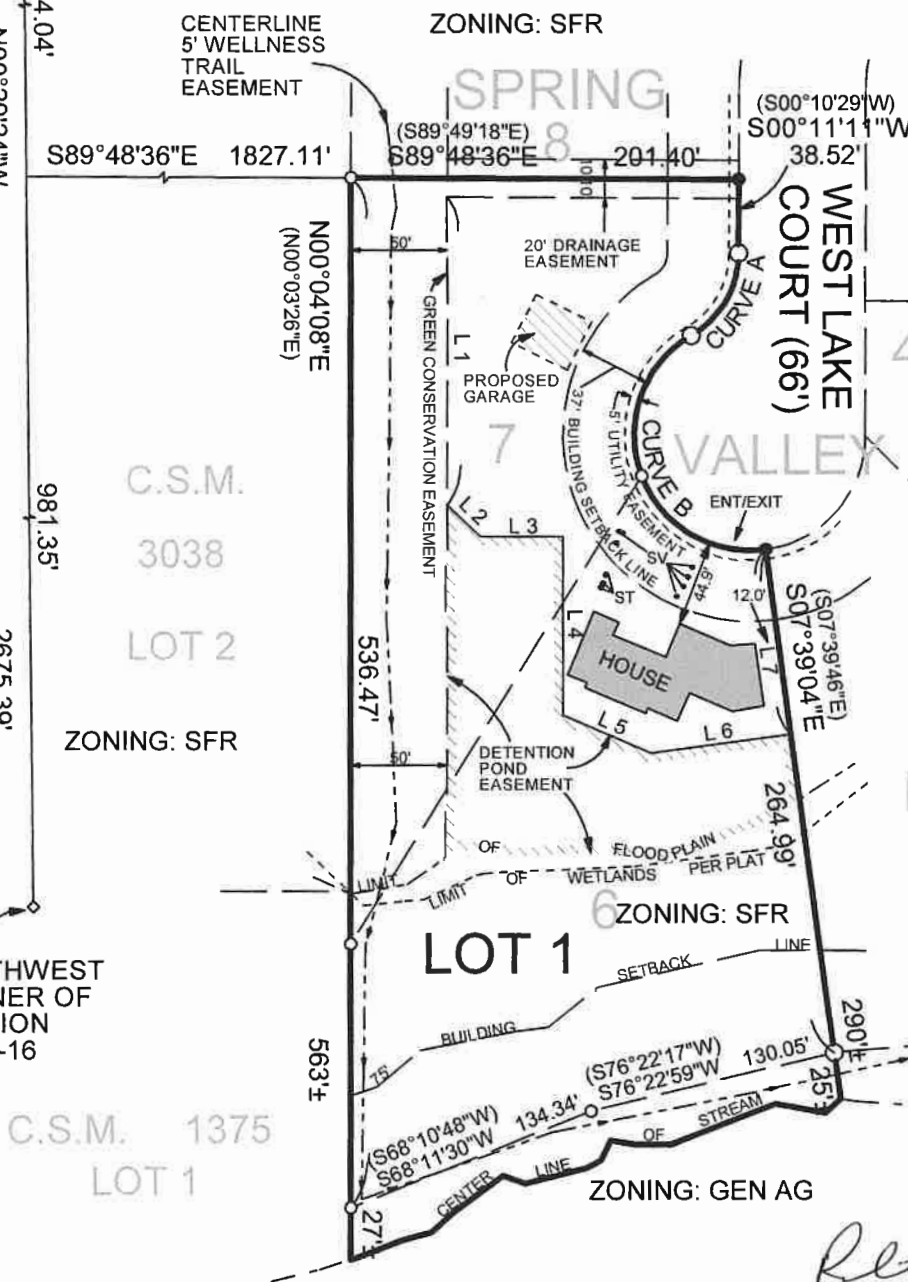 CENTERLINE
5' WELLNESS
TRAIL
EASEMENT
ZONING: SFR
4.04'
SPRING
8
(S00°10'29"W)
S00°11'11"W
38.52'
(S89°49'18"E)
S89°48'36"E 1827.11'
S89°48'36"E 201.40'
WEST LAKE
COURT (66')
N00°04'08"E
(N00°03'26"E)
50'
20' DRAINAGE
EASEMENT
CURVE A
GREEN CONSERVATION EASEMENT
L 1
PROPOSED
GARAGE
37' BUILDING SETBACK LINE
5' UTILITY EASEMENT
CURVE B
7
VALLEY
4
C.S.M.
3038
LOT 2
981.35'
2675.39'
ENT/EXIT
L 2
L 3
L 4
SV
ST
44.9'
12.0'
L 7
(S07°39'46"E)
S07°39'04"E
HOUSE
536.47'
ZONING: SFR
L 5
L 6
50'
DETENTION
POND
EASEMENT
264.99'
LIMIT OF FLOOD PLAIN
LIMIT OF WETLANDS PER PLAT
6
ZONING: SFR
LOT 1
THWEST
NER OF
ION
-16
75' BUILDING SETBACK LINE
563'±
290'±
(S76°22'17"W)
S76°22'59"W
130.05'
25'±
C.S.M. 1375
LOT 1
(S68°10'48"W)
S68°11'30"W
134.34'
CENTER LINE OF STREAM
27'±
ZONING: GEN AG